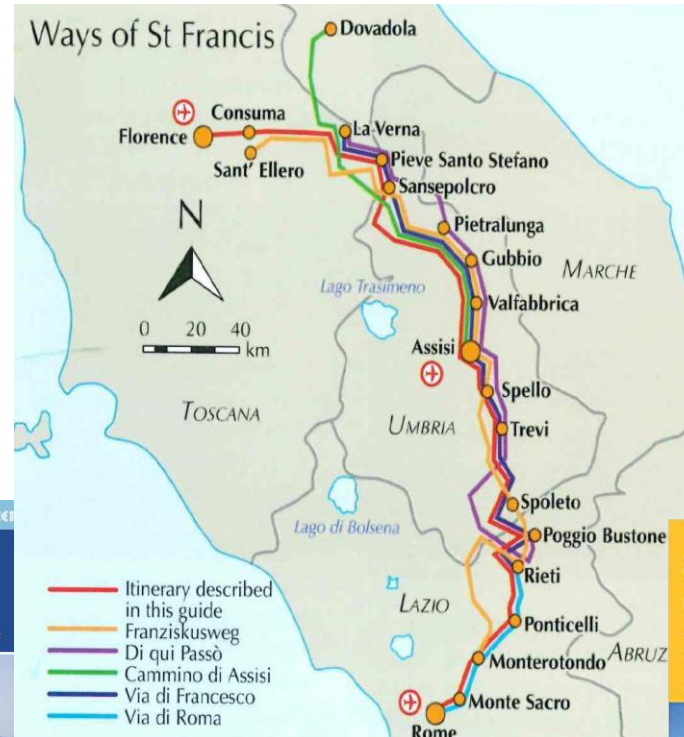 Ways of St Francis
Dovadola
Consuma
Florence
La Verna
Pieve Santo Stefano
Sant' Ellero
Sansepolcro
N
Pietralunga
Gubbio
MARCHE
Lago Trasimeno
Valfabbrica
0 20 40
km
Assisi
Spello
TOSCANA
UMBRIA
Trevi
Spoleto
Lago di Bolsena
Poggio Bustone
Rieti
Itinerary described
in this guide
LAZIO
Franziskusweg
Ponticelli
Di qui Passò
ABRUZ
Cammino di Assisi
Monterotondo
Via di Francesco
Monte Sacro
Via di Roma
Rome